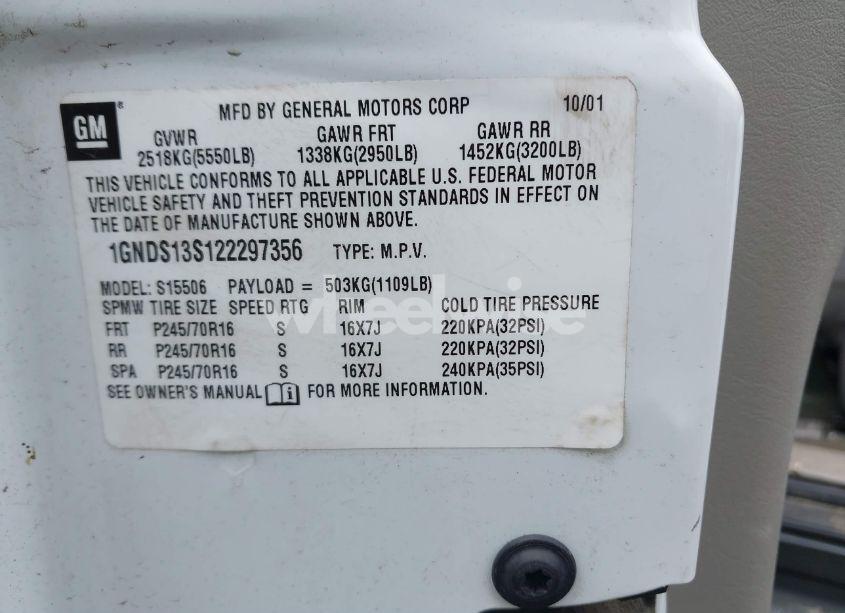 GM ® MFD BY GENERAL MOTORS CORP 10/01
GVWR GAWR FRT GAWR RR
2518KG(5550LB) 1338KG(2950LB) 1452KG(3200LB)
THIS VEHICLE CONFORMS TO ALL APPLICABLE U.S. FEDERAL MOTOR
VEHICLE SAFETY AND THEFT PREVENTION STANDARDS IN EFFECT ON
THE DATE OF MANUFACTURE SHOWN ABOVE.
1GNDS13S122297356 TYPE: M.P.V.
MODEL: S15506 PAYLOAD = 503KG(1109LB)
SPMW TIRE SIZE SPEED RTG RIM COLD TIRE PRESSURE
wheelwise
FRT P245/70R16 S 16X7J 220KPA(32PSI)
RR P245/70R16 S 16X7J 220KPA(32PSI)
SPA P245/70R16 S 16X7J 240KPA(35PSI)
SEE OWNER'S MANUAL FOR MORE INFORMATION.